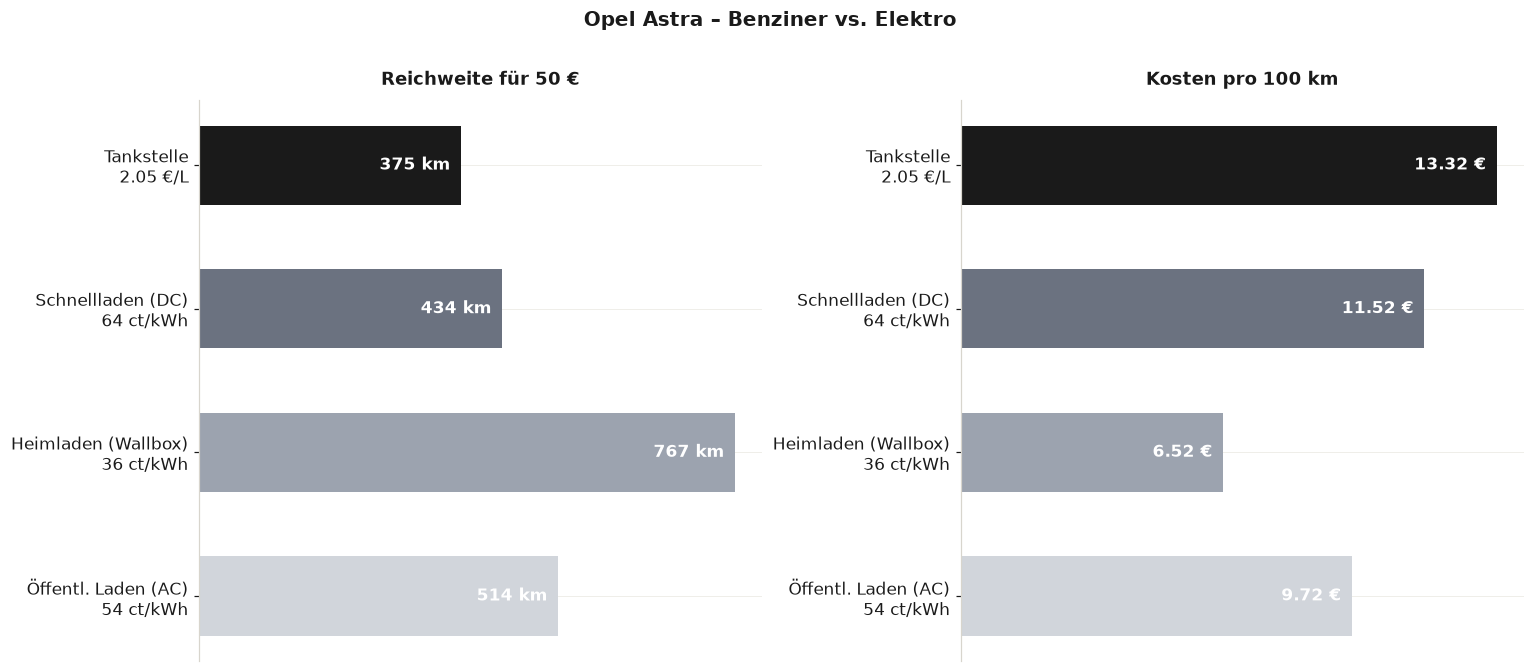 Opel Astra – Benziner vs. Elektro
Reichweite für 50 €
Tankstelle
2.05 €/L
375 km
Schnellladen (DC)
64 ct/kWh
434 km
Heimladen (Wallbox)
36 ct/kWh
767 km
Öffentl. Laden (AC)
54 ct/kWh
514 km
Kosten pro 100 km
Tankstelle
2.05 €/L
13.32 €
Schnellladen (DC)
64 ct/kWh
11.52 €
Heimladen (Wallbox)
36 ct/kWh
6.52 €
Öffentl. Laden (AC)
54 ct/kWh
9.72 €